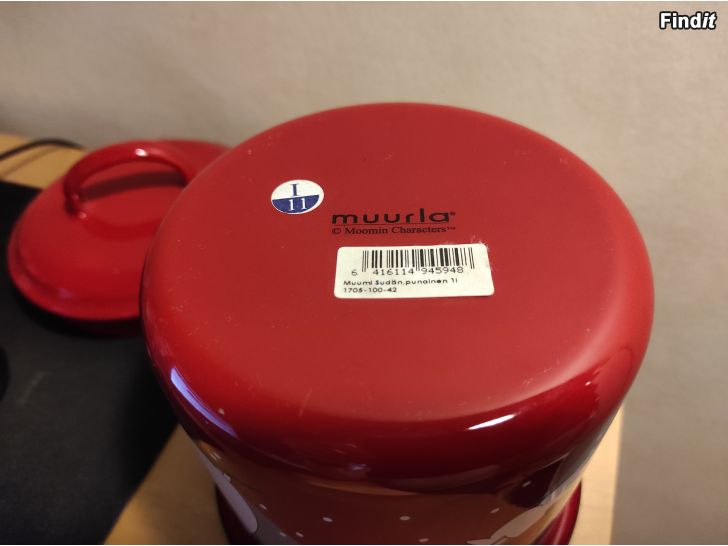 Findit
I
11
muurla®
© Moomin Characters™
6 416114 945948
Muumi Sudän,punainen 1l
1705-100-42